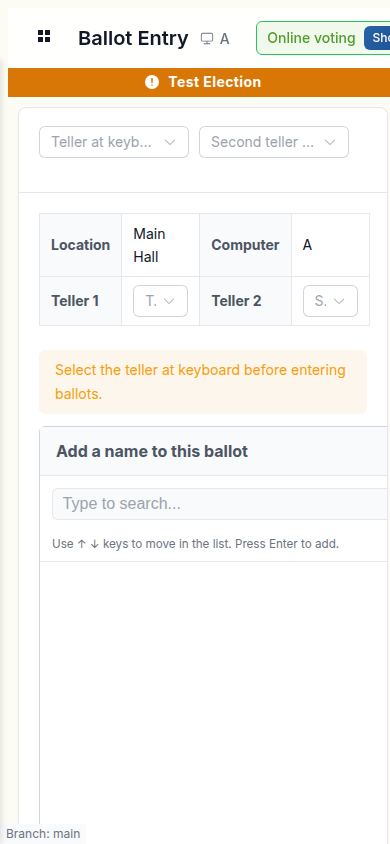 Ballot Entry A Online voting
Test Election
Teller at keyb... Second teller ...
Location Main Hall Computer A
Teller 1 T. Teller 2 S.
Select the teller at keyboard before entering
ballots.
Add a name to this ballot
Type to search...
Use ↑ ↓ keys to move in the list. Press Enter to add.
Branch: main